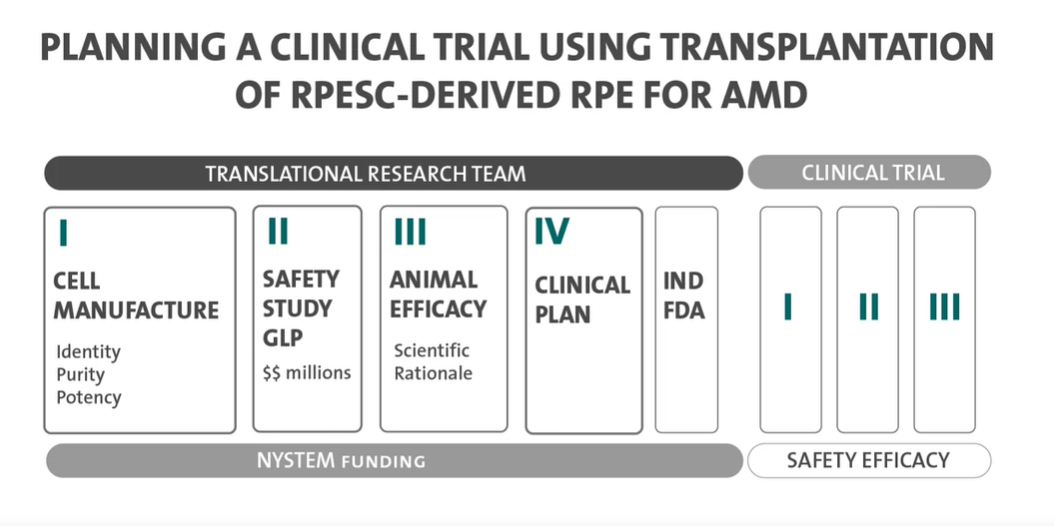 PLANNING A CLINICAL TRIAL USING TRANSPLANTATION
OF RPESC-DERIVED RPE FOR AMD
TRANSLATIONAL RESEARCH TEAM
CLINICAL TRIAL
I
CELL
MANUFACTURE
Identity
Purity
Potency
II
SAFETY
STUDY
GLP
$$ millions
III
ANIMAL
EFFICACY
Scientific
Rationale
IV
CLINICAL
PLAN
IND
FDA
I
II
III
NYSTEM FUNDING
SAFETY EFFICACY